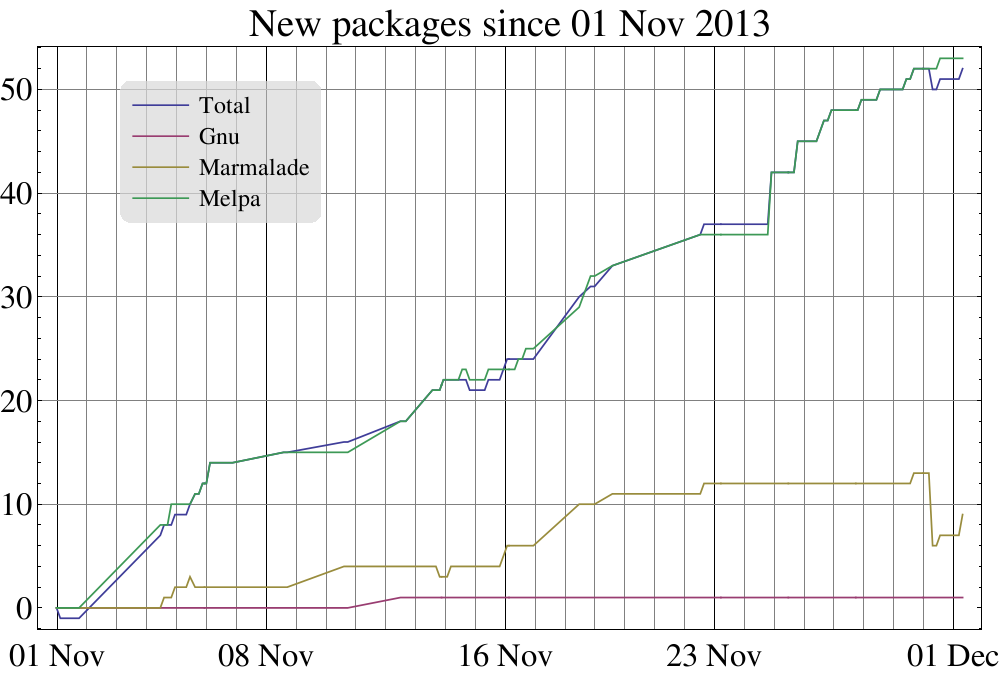 New packages since 01 Nov 2013
50
40
30
20
10
0
Total
Gnu
Marmalade
Melpa
01 Nov 08 Nov 16 Nov 23 Nov 01 Dec